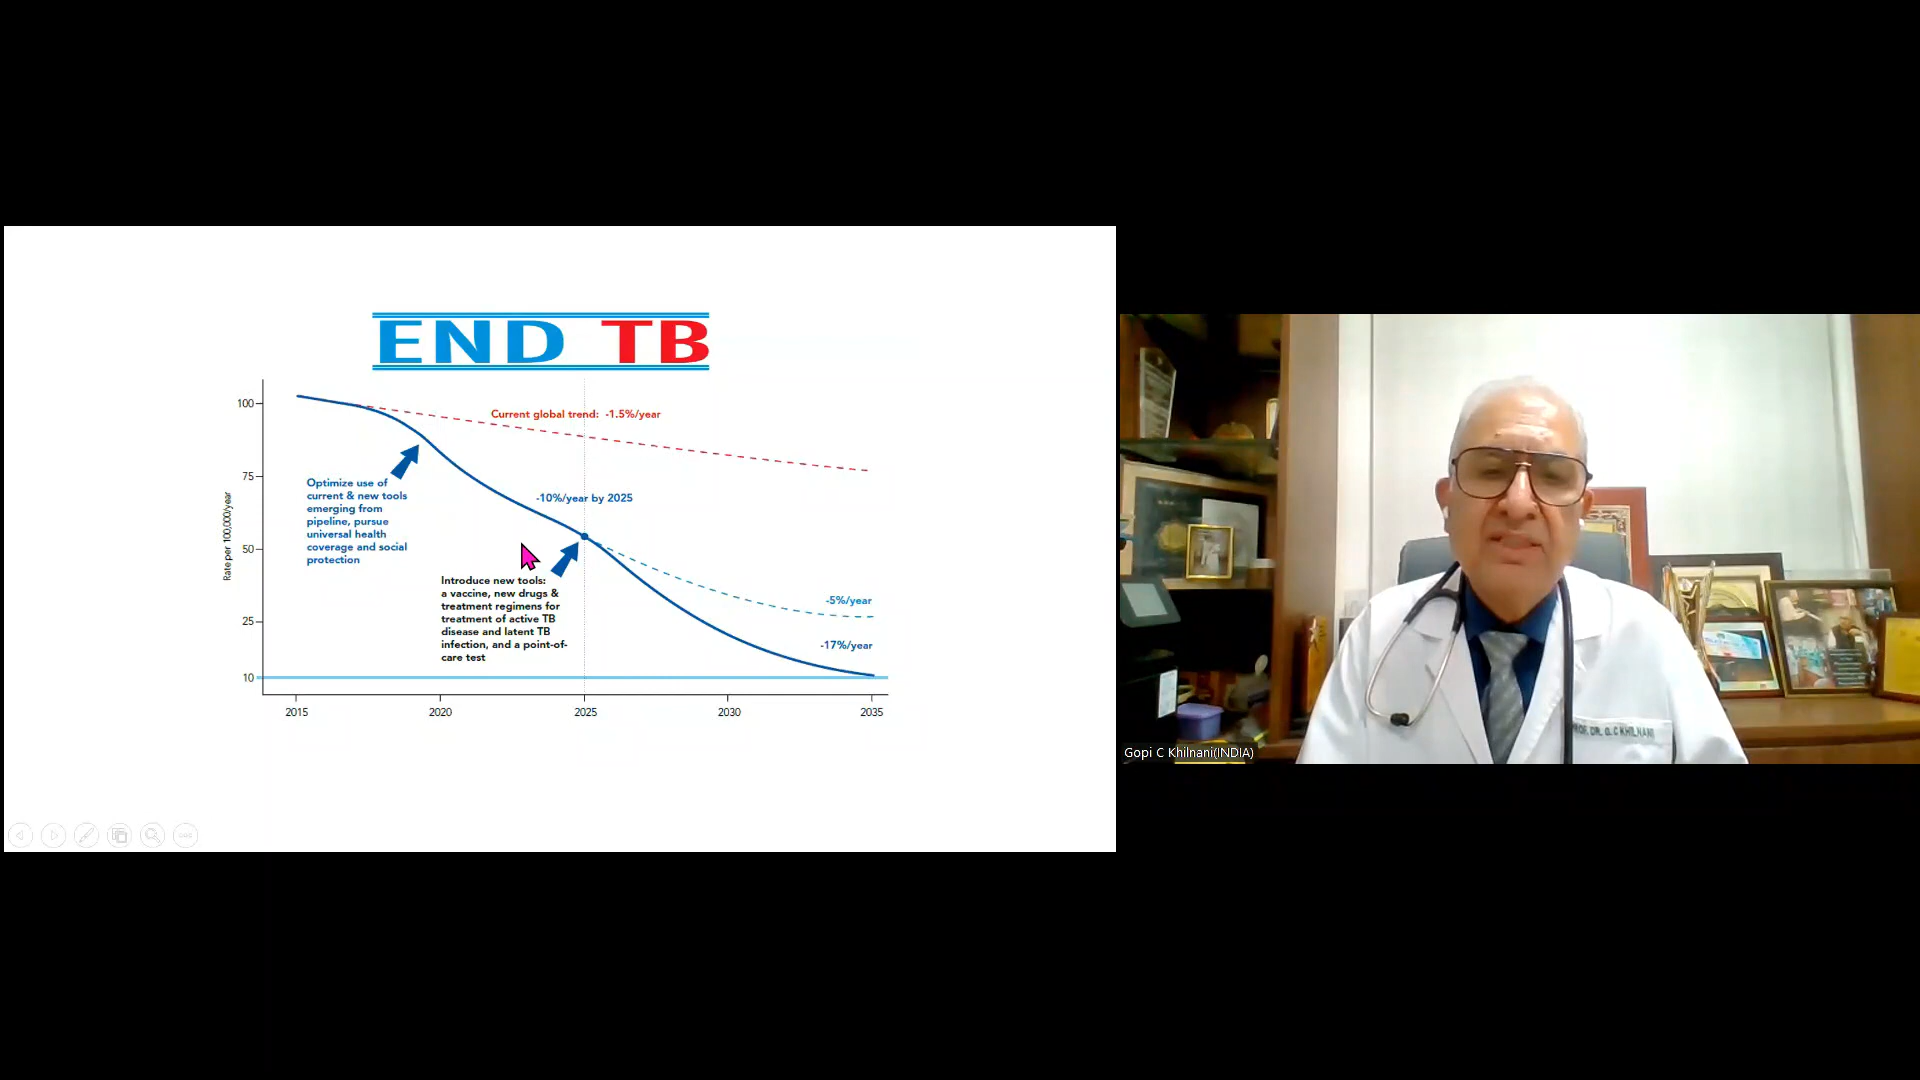 END TB
Current global trend: -1.5%/year
100
75
50
25
10
Rate per 100,000/year
Optimize use of
current & new tools
emerging from
pipeline, pursue
universal health
coverage and social
protection
-10%/year by 2025
Introduce new tools:
a vaccine, new drugs &
treatment regimens for
treatment of active TB
disease and latent TB
infection, and a point-of-
care test
-5%/year
-17%/year
2015
2020
2025
2030
2035
PROF. DR. G. C KHILNANI
Gopi C Khilnani(INDIA)